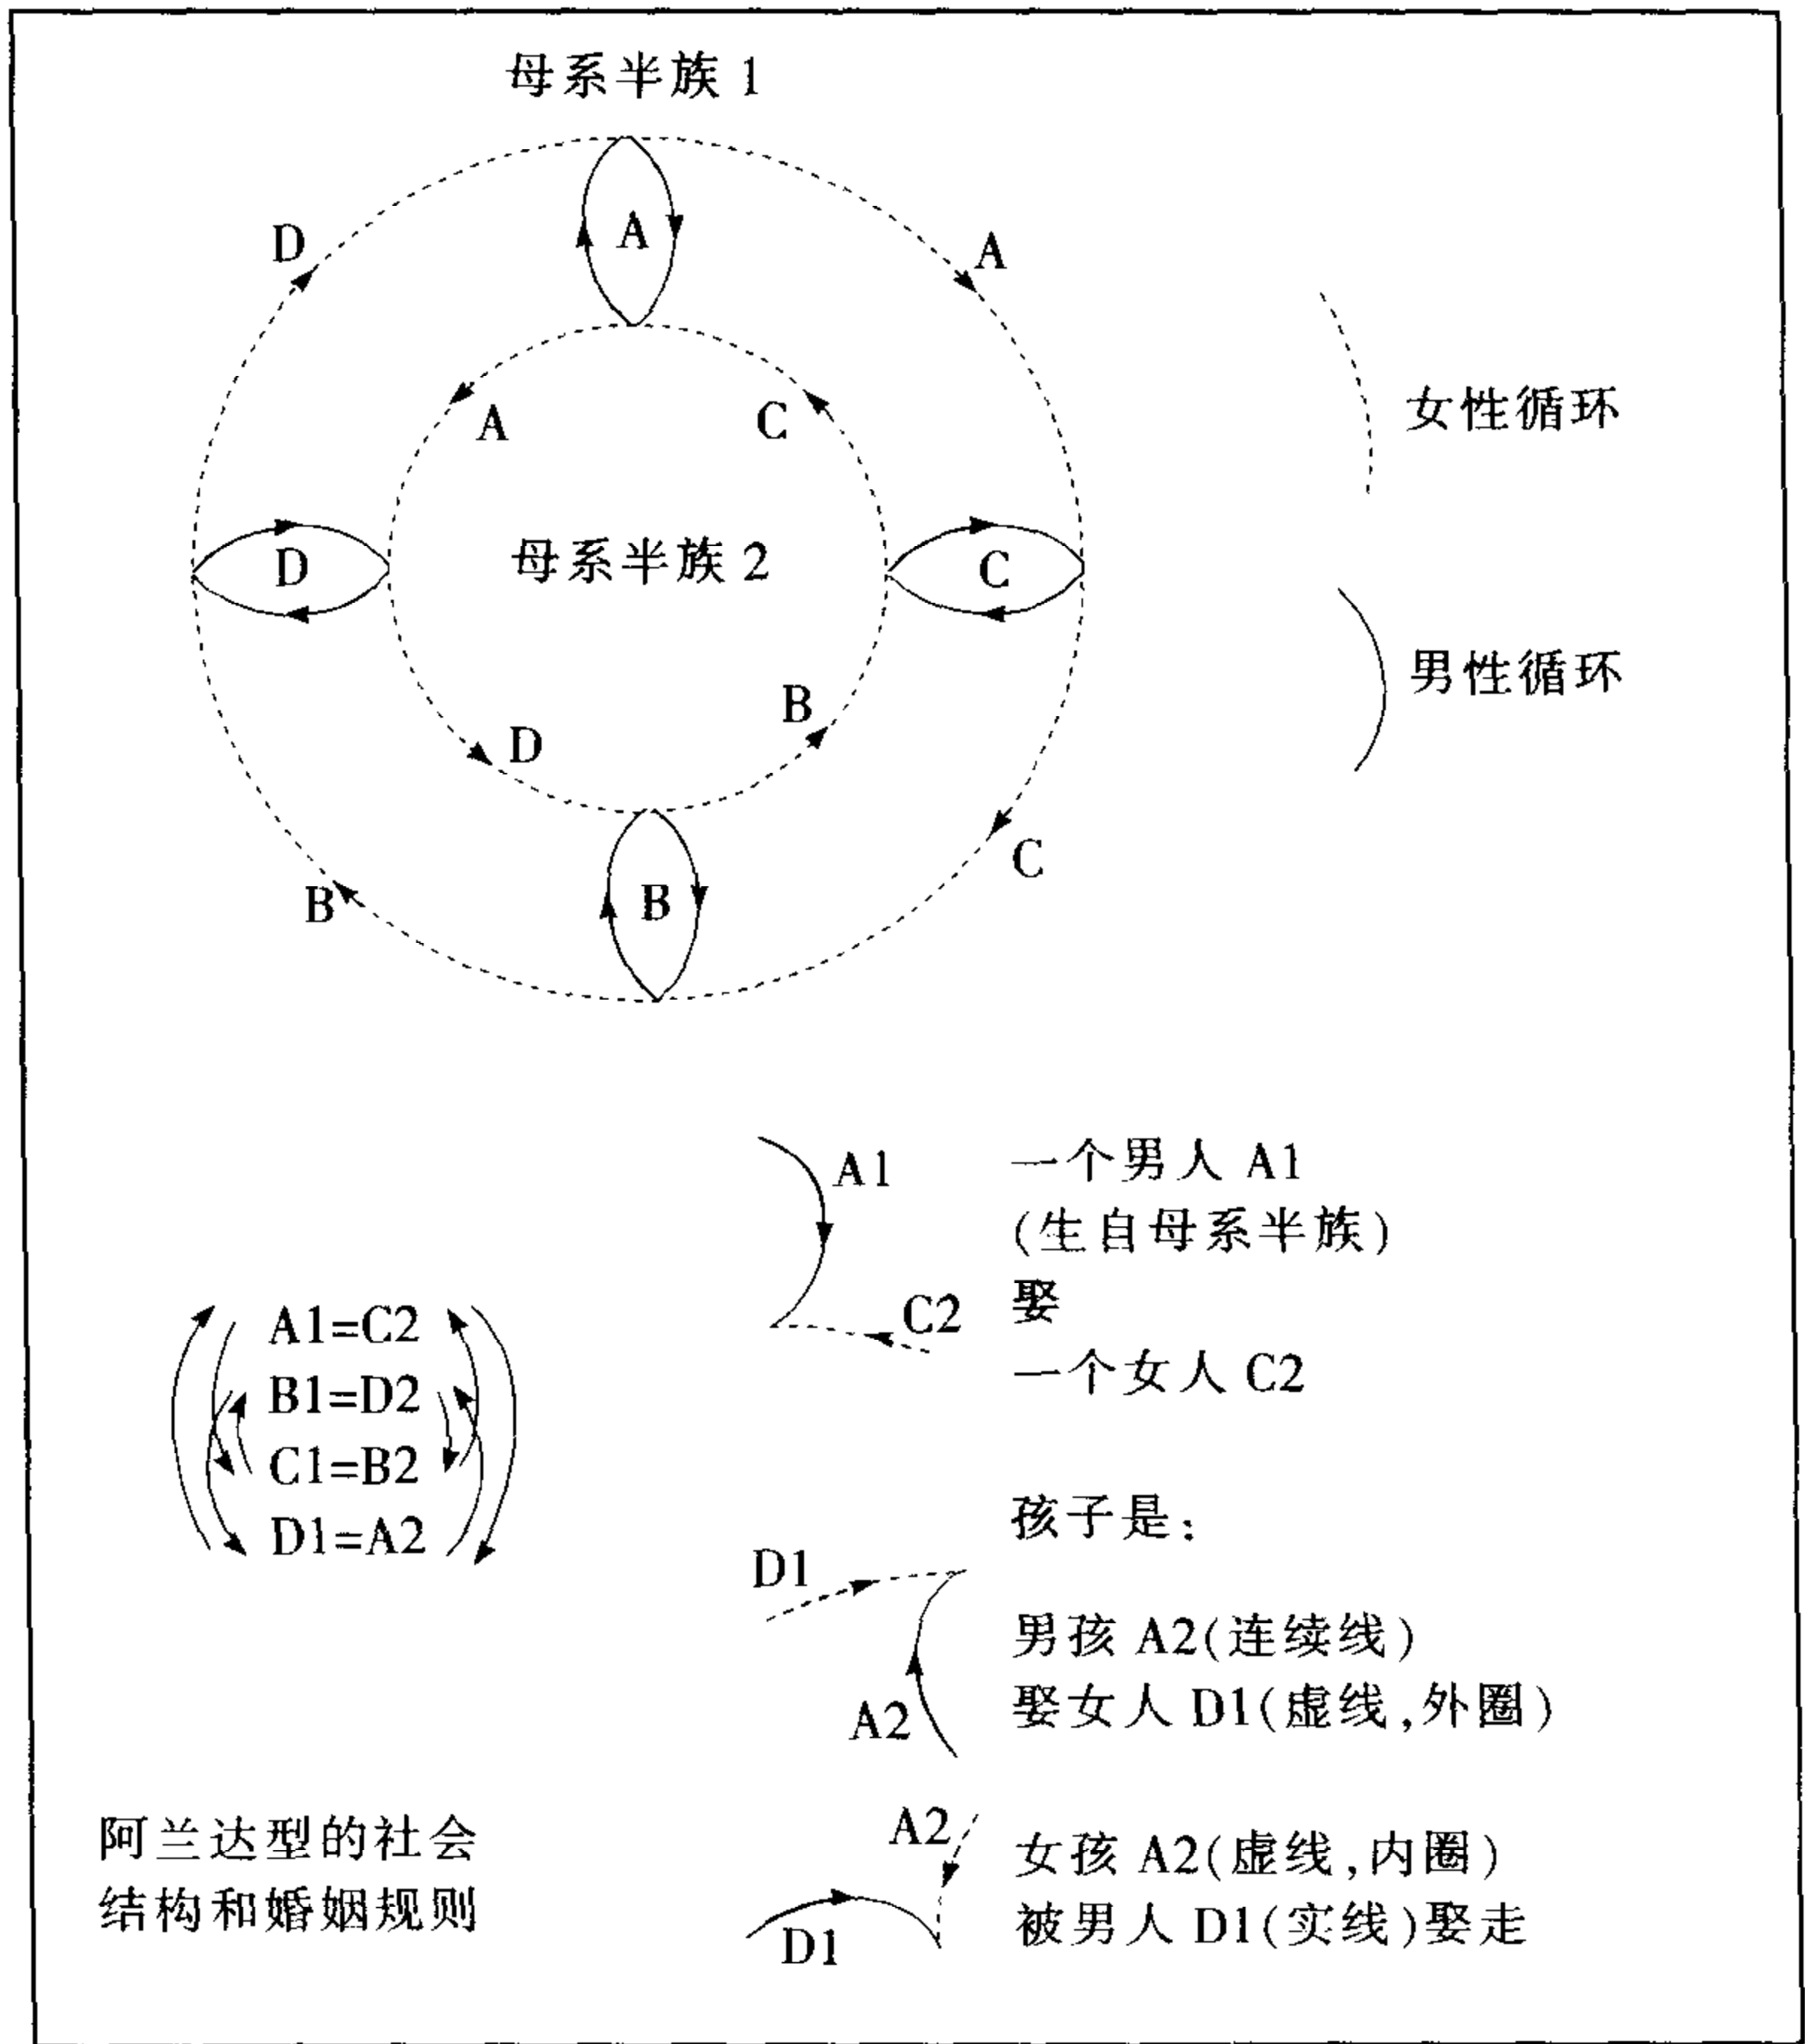 母系半族 1
A
D
A
A
C
女性循环
D
母系半族 2
C
男性循环
B
D
C
B
B
A1
一个男人 A1
(生自母系半族)
娶
C2
一个女人 C2
A1=C2
B1=D2
C1=B2
D1=A2
孩子是:
D1
男孩 A2(连续线)
A2
娶女人 D1(虚线,外圈)
阿兰达型的社会
结构和婚姻规则
A2
女孩 A2(虚线,内圈)
D1
被男人 D1(实线)娶走